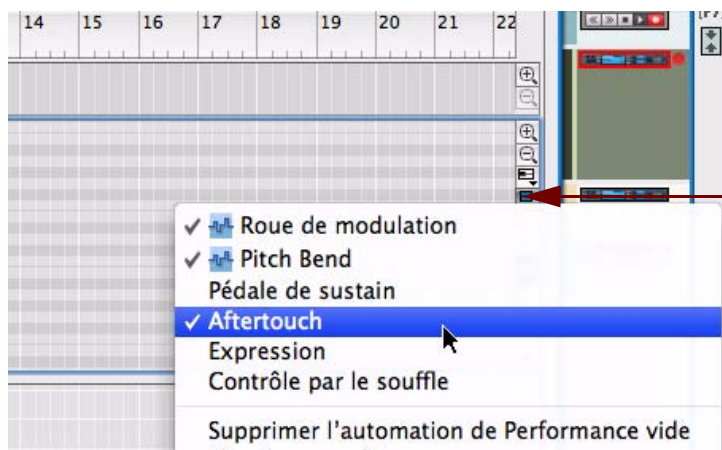 14 15 16 17 18 19 20 21 22
✓ Roue de modulation
✓ Pitch Bend
Pédale de sustain
✓ Aftertouch
Expression
Contrôle par le souffle
Supprimer l’automation de Performance vide